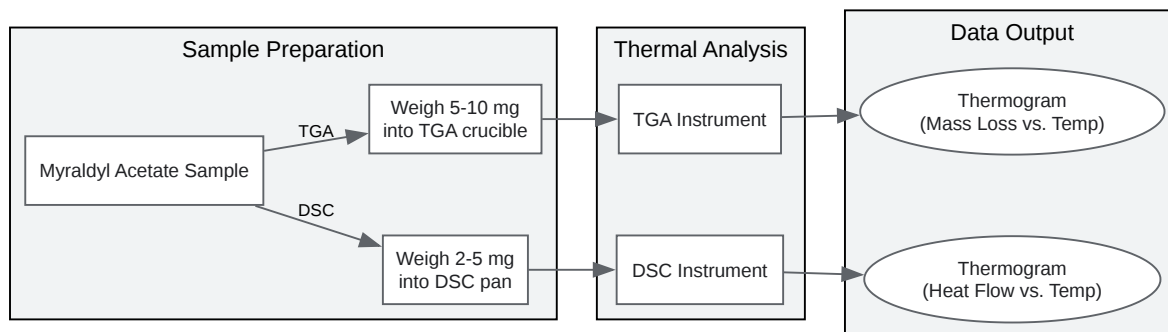 Sample Preparation
Thermal Analysis
Data Output
Myraldyl Acetate Sample
TGA
DSC
Weigh 5-10 mg
into TGA crucible
Weigh 2-5 mg
into DSC pan
TGA Instrument
DSC Instrument
Thermogram
(Mass Loss vs. Temp)
Thermogram
(Heat Flow vs. Temp)